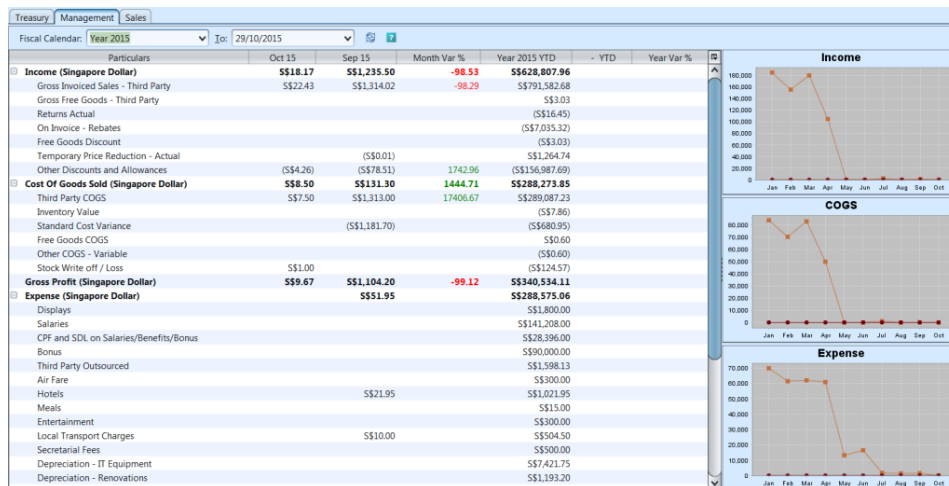 Treasury Management Sales
Fiscal Calendar: Year 2015 To: 29/10/2015 ?
Particulars Oct 15 Sep 15 Month Var % Year 2015 YTD - YTD Year Var %
Income (Singapore Dollar) S$18.17 S$1,235.50 -98.53 S$628,807.96
Gross Invoiced Sales - Third Party S$22.43 S$1,314.02 -98.29 S$791,582.68
Gross Free Goods - Third Party S$3.03
Returns Actual (S$16.45)
On Invoice - Rebates (S$7,035.32)
Free Goods Discount (S$3.03)
Temporary Price Reduction - Actual (S$0.01) S$1,264.74
Other Discounts and Allowances (S$4.26) (S$78.51) 1742.96 (S$156,987.69)
Cost Of Goods Sold (Singapore Dollar) S$8.50 S$131.30 1444.71 S$288,273.85
Third Party COGS S$7.50 S$1,313.00 17406.67 S$289,087.23
Inventory Value (S$7.86)
Standard Cost Variance (S$1,181.70) (S$680.95)
Free Goods COGS S$0.60
Other COGS - Variable (S$0.60)
Stock Write off / Loss S$1.00 (S$124.57)
Gross Profit (Singapore Dollar) S$9.67 S$1,104.20 -99.12 S$340,534.11
Expense (Singapore Dollar) S$51.95 S$288,575.06
Displays S$1,800.00
Salaries S$141,208.00
CPF and SDL on Salaries/Benefits/Bonus S$28,396.00
Bonus S$90,000.00
Third Party Outsourced S$1,598.13
Air Fare S$300.00
Hotels S$21.95 S$1,021.95
Meals S$15.00
Entertainment S$300.00
Local Transport Charges S$10.00 S$504.50
Secretarial Fees S$500.00
Depreciation - IT Equipment S$7,421.75
Depreciation - Renovations S$1,193.20
Income
160,000
140,000
120,000
100,000
80,000
60,000
40,000
20,000
0
Jan Feb Mar Apr May Jun Jul Aug Sep Oct
COGS
80,000
70,000
60,000
50,000
40,000
30,000
20,000
10,000
0
Jan Feb Mar Apr May Jun Jul Aug Sep Oct
Expense
70,000
60,000
50,000
40,000
30,000
20,000
10,000
0
Jan Feb Mar Apr May Jun Jul Aug Sep Oct